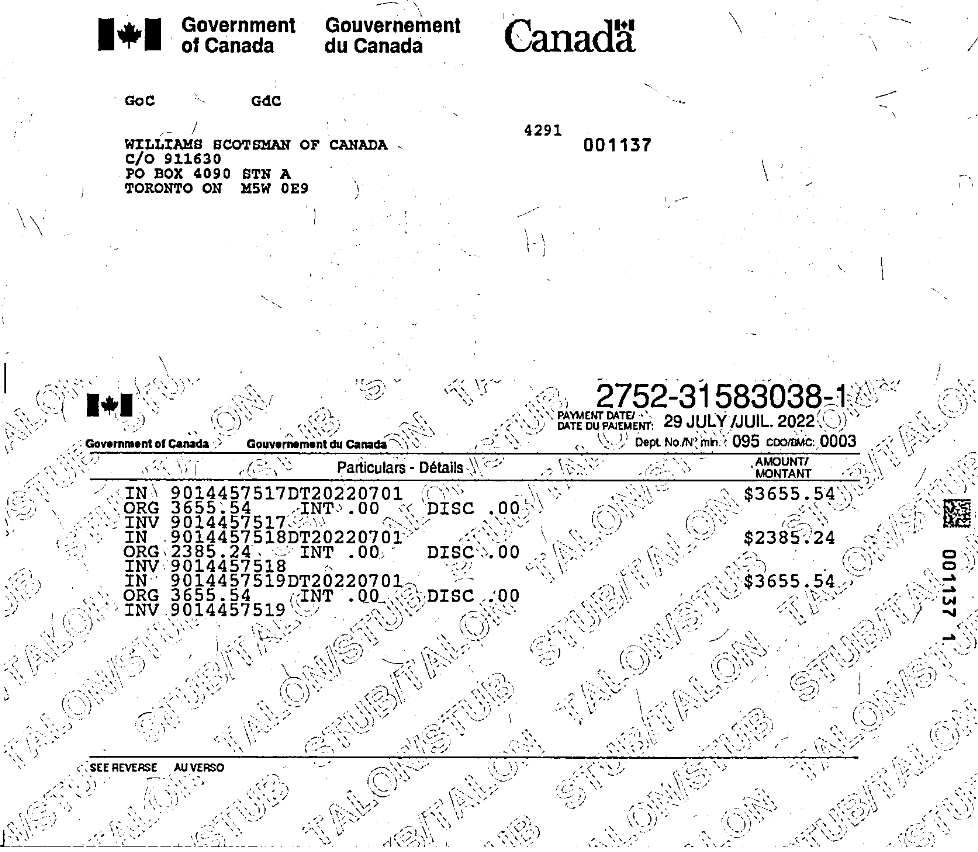 Government of Canada
Gouvernement du Canada
Canada
GoC GdC
WILLIAMS SCOTSMAN OF CANADA
C/O 911630
PO BOX 4090 STN A
TORONTO ON M5W 0E9
4291
001137
2752-31583038-1
PAYMENT DATE/
DATE DU PAIEMENT: 29 JULY /JUIL. 2022
Government of Canada Gouvernement du Canada
Dept. No./N° min.: 095 CDO/BMC: 0003
Particulars - Détails
AMOUNT/
MONTANT
IN 9014457517DT20220701 $3655.54
ORG 3655.54 INT .00 DISC .00
INV 9014457517
IN 9014457518DT20220701 $2385.24
ORG 2385.24 INT .00 DISC .00
INV 9014457518
IN 9014457519DT20220701 $3655.54
ORG 3655.54 INT .00 DISC .00
INV 9014457519
001137 1
SEE REVERSE AU VERSO
STUB/TALON
TALON/STUB